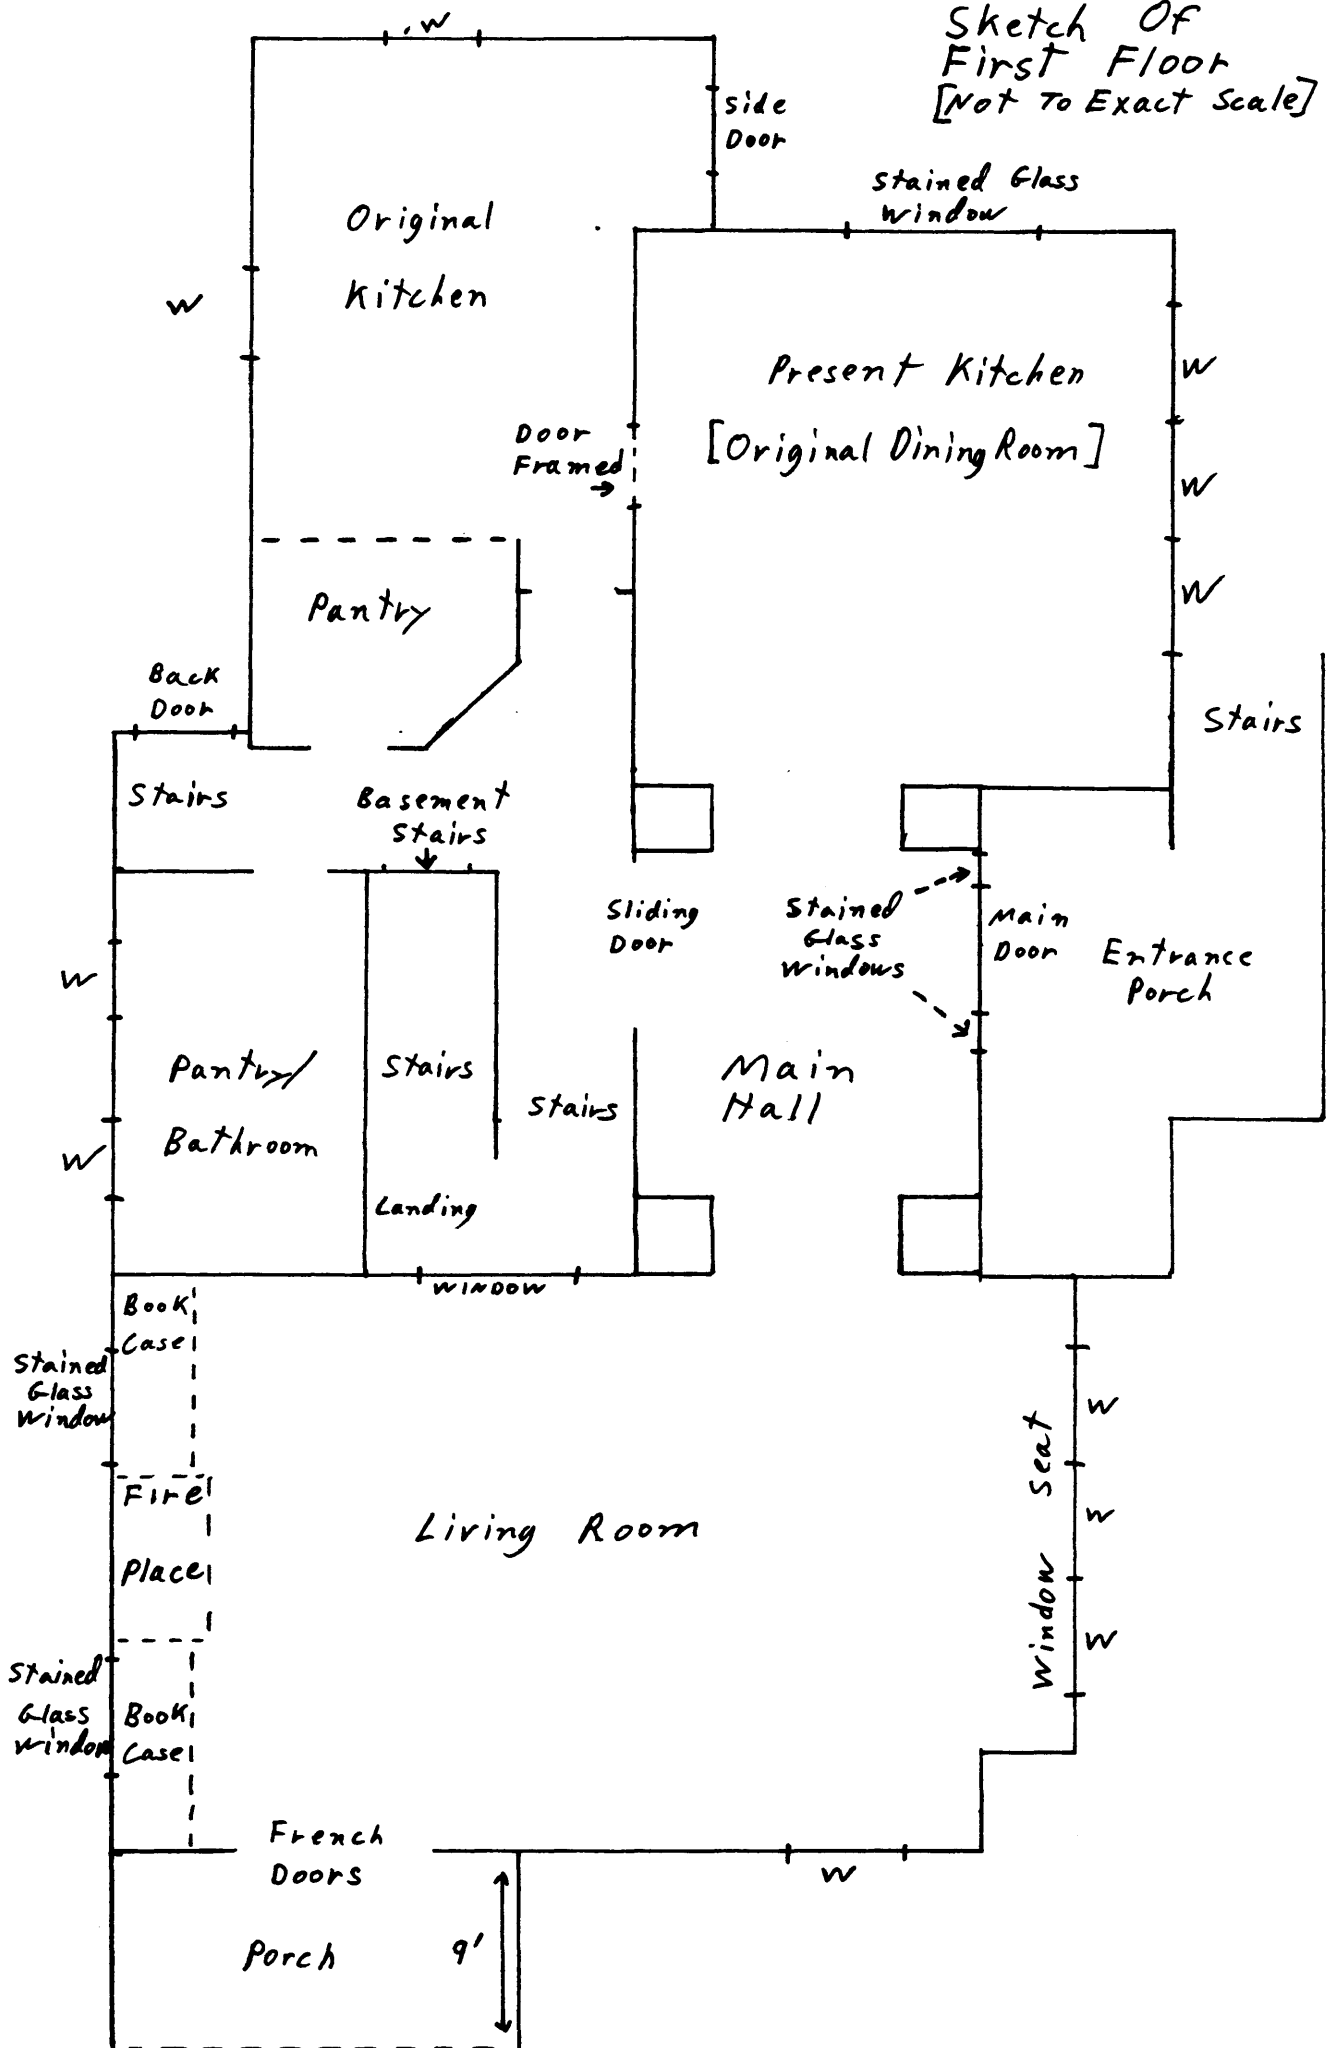 Sketch Of
First Floor
[Not To Exact Scale]
W
Side
Door
Stained Glass
Window
Original
Kitchen
W
Present Kitchen
[Original Dining Room]
W
W
W
Door
Framed
Pantry
Back
Door
Stairs
Stairs
Basement
Stairs
Sliding
Door
Stained
Glass
Windows
Main
Door
Entrance
Porch
W
W
Pantry/
Bathroom
Stairs
Stairs
Landing
Main
Hall
WINDOW
Book
Case
Stained
Glass
Window
Fire
Place
Living Room
Window Seat
W
W
W
Stained
Glass
Window
Book
Case
French
Doors
W
Porch
9'